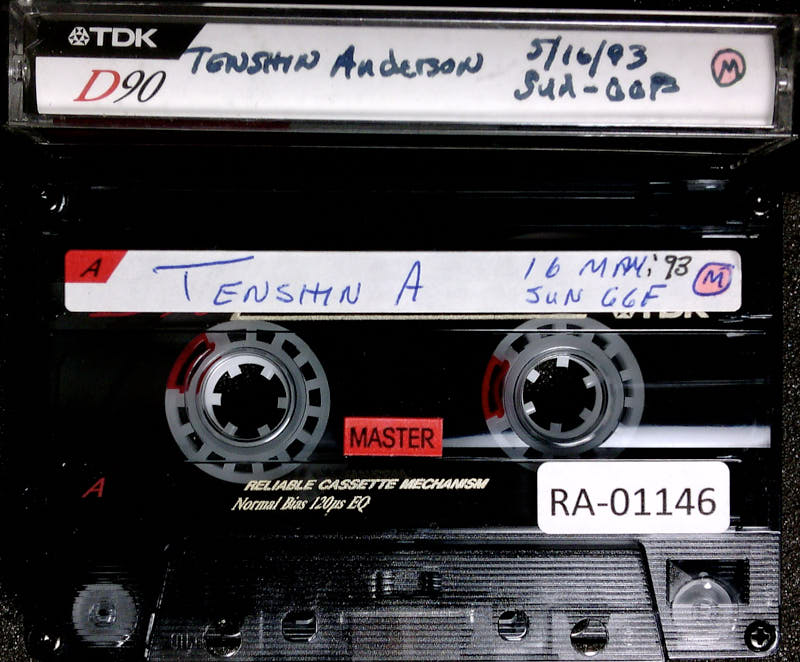 TDK
D90
TENSHIN Anderson
5/16/93
SUN - GGF
M
A
TENSHIN A
16 MAY '93
SUN GGF
M
TDK
MASTER
A
RELIABLE CASSETTE MECHANISM
Normal Bias 120µs EQ
RA-01146